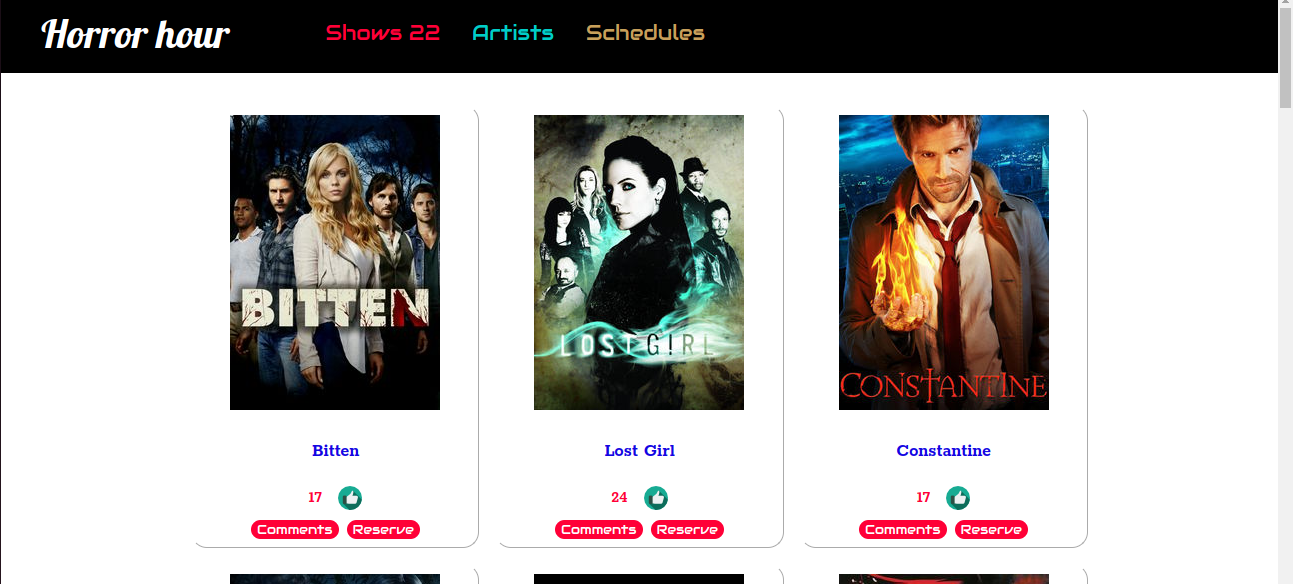 Horror hour Shows 22 Artists Schedules
BITTEN LOST GIRL CONSTANTINE
Bitten Lost Girl Constantine
17 24 17
Comments Reserve Comments Reserve Comments Reserve